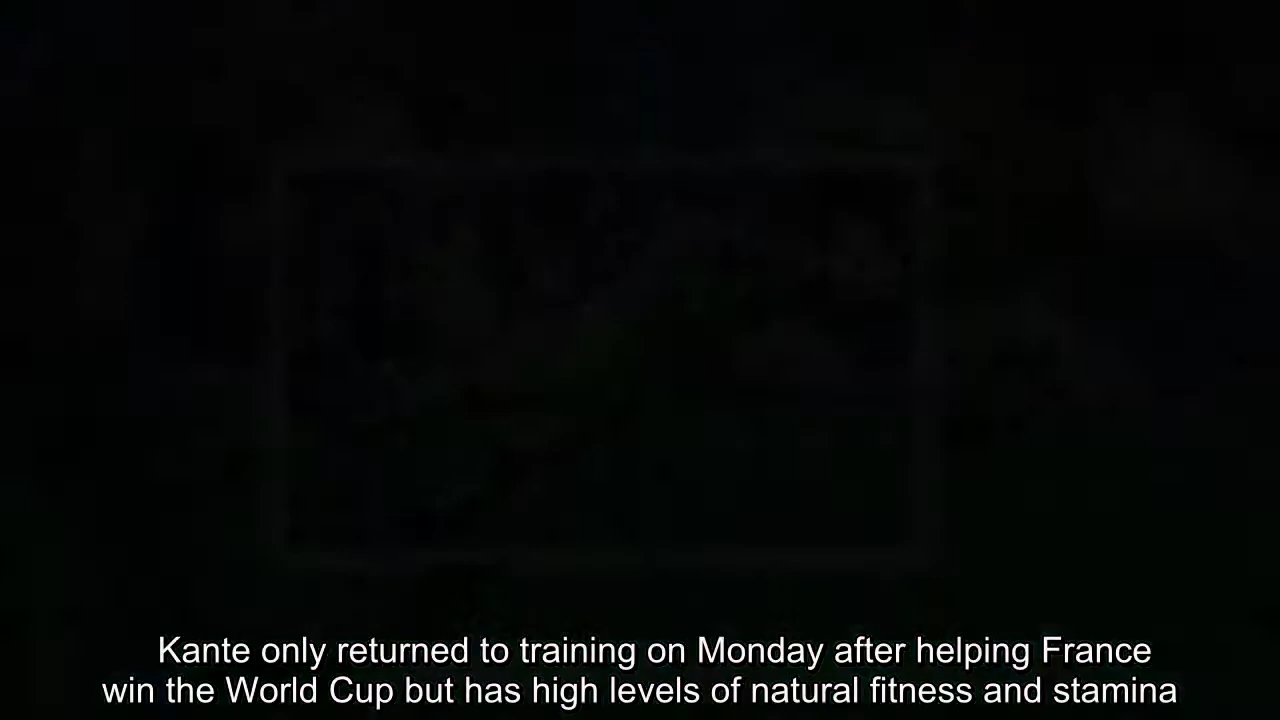 Kante only returned to training on Monday after helping France
win the World Cup but has high levels of natural fitness and stamina